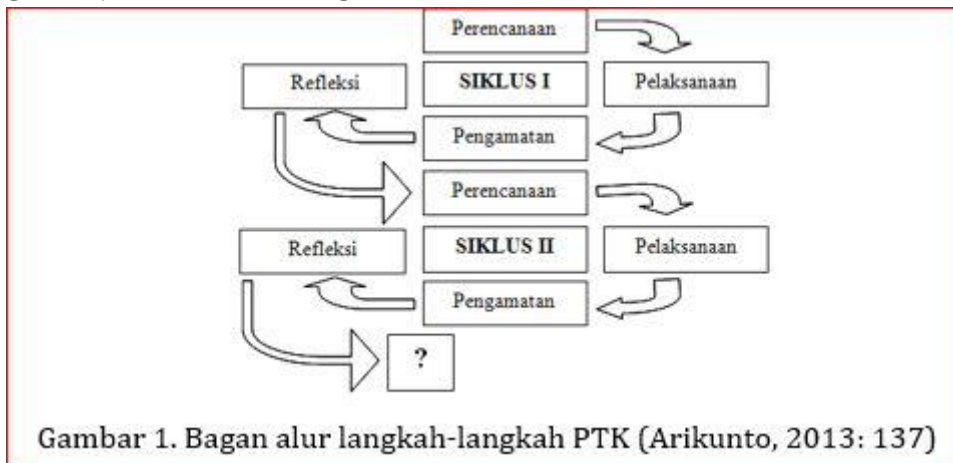 Perencanaan
Refleksi
SIKLUS I
Pelaksanaan
Pengamatan
Perencanaan
Refleksi
SIKLUS II
Pelaksanaan
Pengamatan
?
Gambar 1. Bagan alur langkah-langkah PTK (Arikunto, 2013: 137)